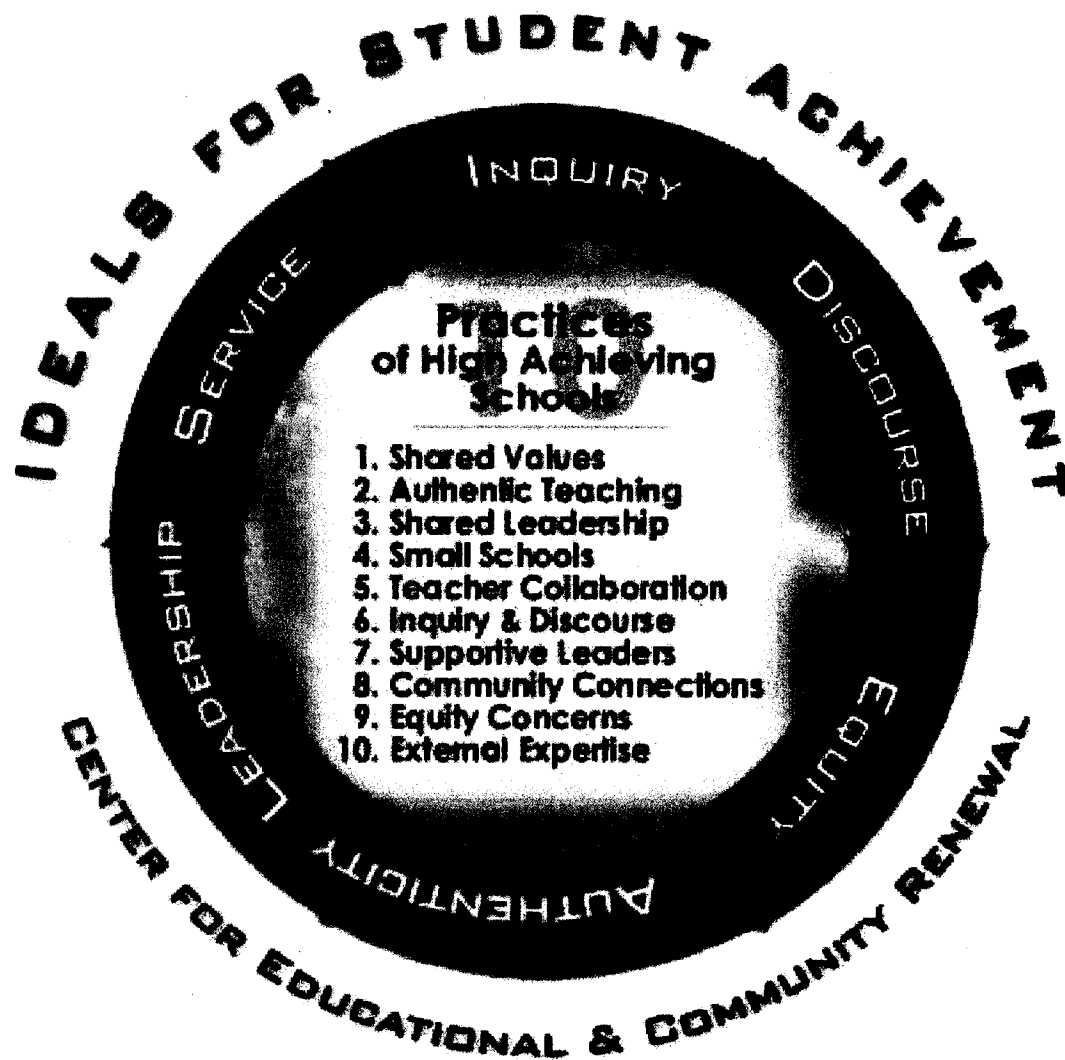 IDEALS FOR STUDENT ACHIEVEMENT
INQUIRY
DISCOURSE
EQUITY
AUTHENTICITY
LEADERSHIP
SERVICE
10
Practices
of High Achieving
Schools
1. Shared Values
2. Authentic Teaching
3. Shared Leadership
4. Small Schools
5. Teacher Collaboration
6. Inquiry & Discourse
7. Supportive Leaders
8. Community Connections
9. Equity Concerns
10. External Expertise
CENTER FOR EDUCATIONAL & COMMUNITY RENEWAL